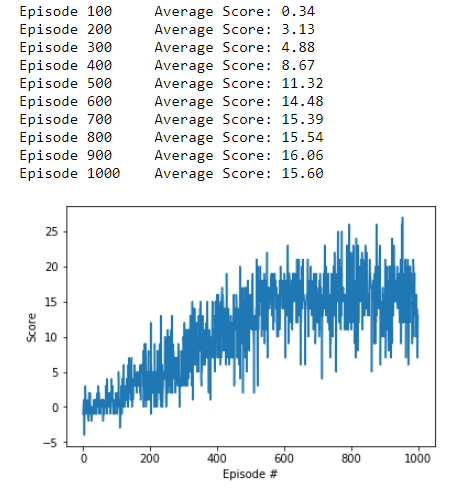 Episode 100 Average Score: 0.34
Episode 200 Average Score: 3.13
Episode 300 Average Score: 4.88
Episode 400 Average Score: 8.67
Episode 500 Average Score: 11.32
Episode 600 Average Score: 14.48
Episode 700 Average Score: 15.39
Episode 800 Average Score: 15.54
Episode 900 Average Score: 16.06
Episode 1000 Average Score: 15.60
25
20
15
10
5
0
−5
Score
0 200 400 600 800 1000
Episode #